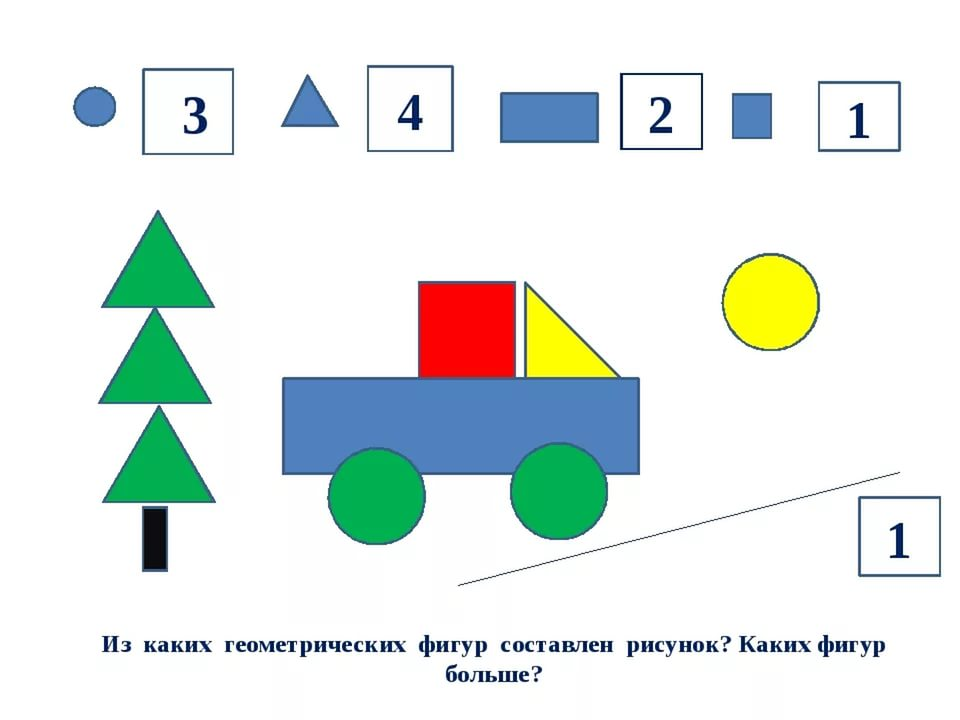 3 4 2 1
1
Из каких геометрических фигур составлен рисунок? Каких фигур
больше?